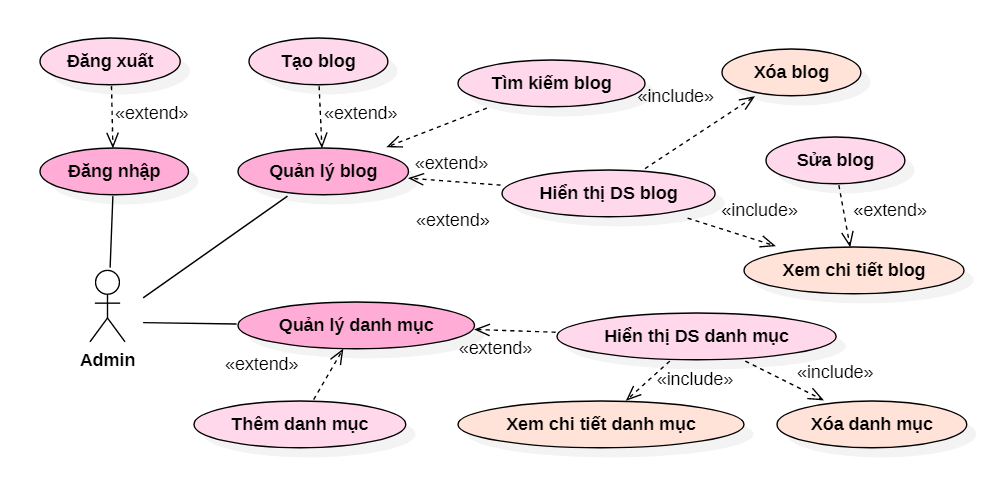 Đăng xuất
Tạo blog
Tìm kiếm blog
Xóa blog
«include»
«extend»
«extend»
Đăng nhập
Quản lý blog
«extend»
Sửa blog
Hiển thị DS blog
«extend»
«include»
«extend»
Xem chi tiết blog
Quản lý danh mục
Hiển thị DS danh mục
Admin
«extend»
«extend»
«include»
«include»
Thêm danh mục
Xem chi tiết danh mục
Xóa danh mục